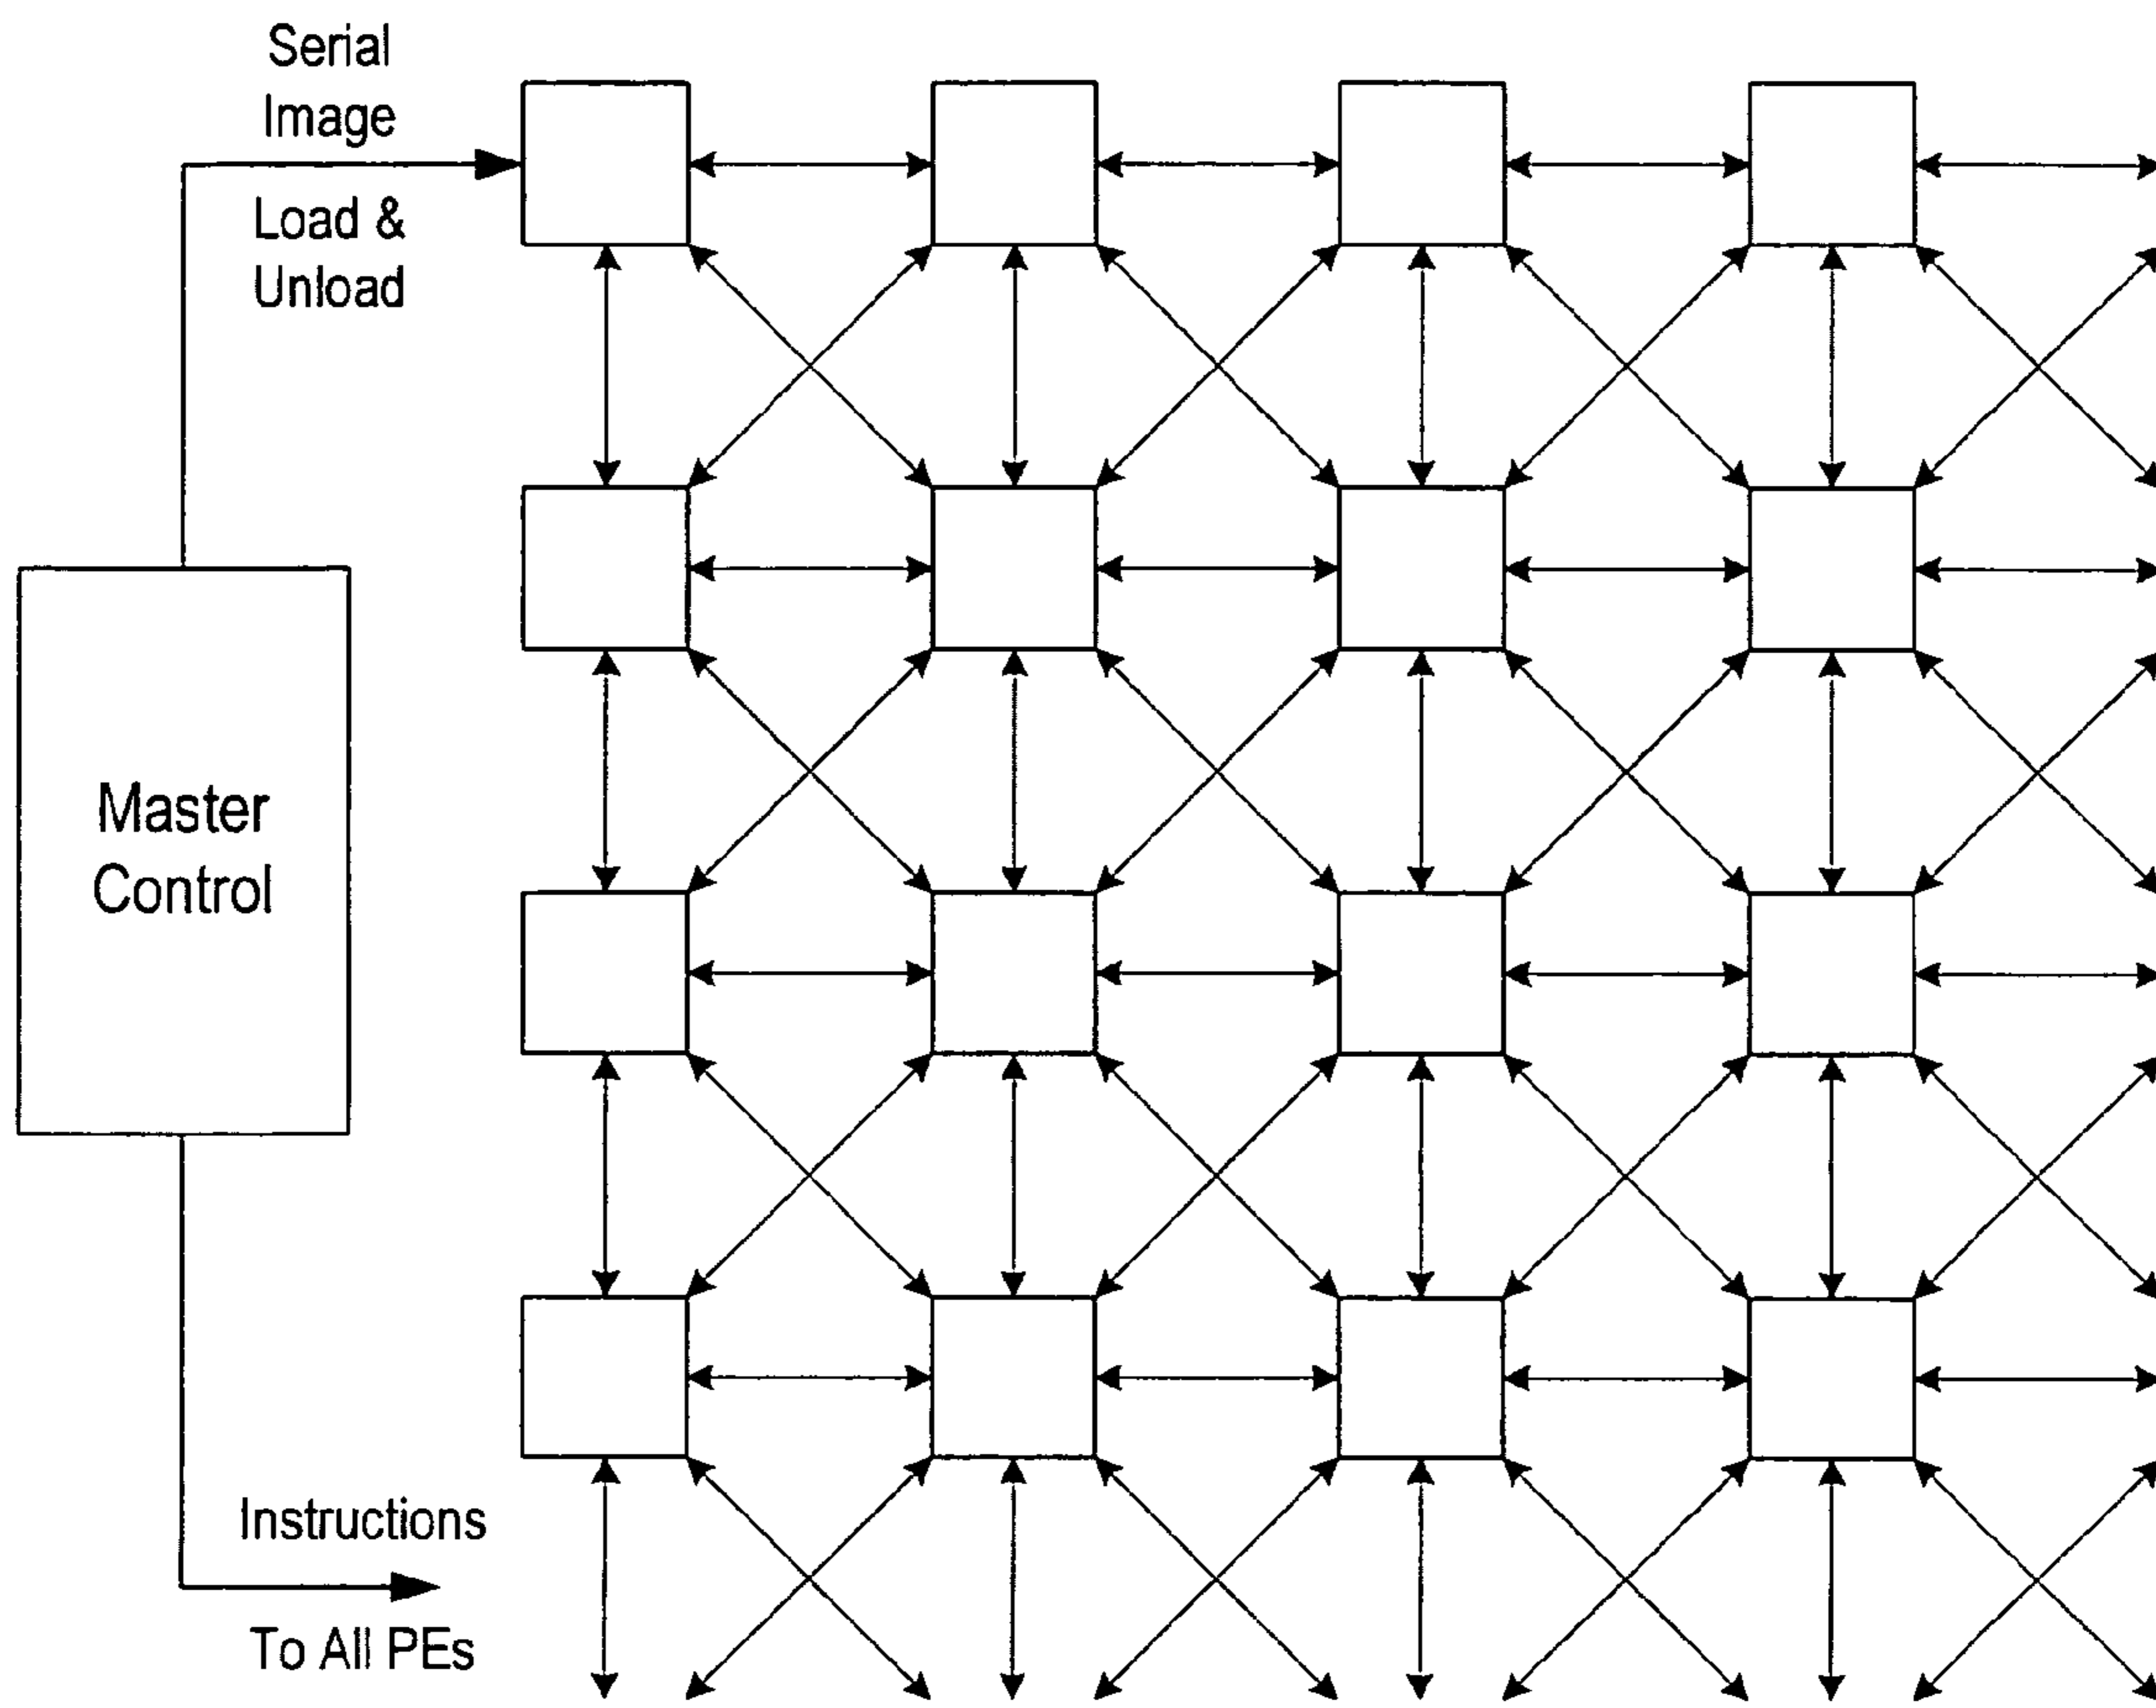 Serial
Image
Load &
Unload
Master
Control
Instructions
To All PEs